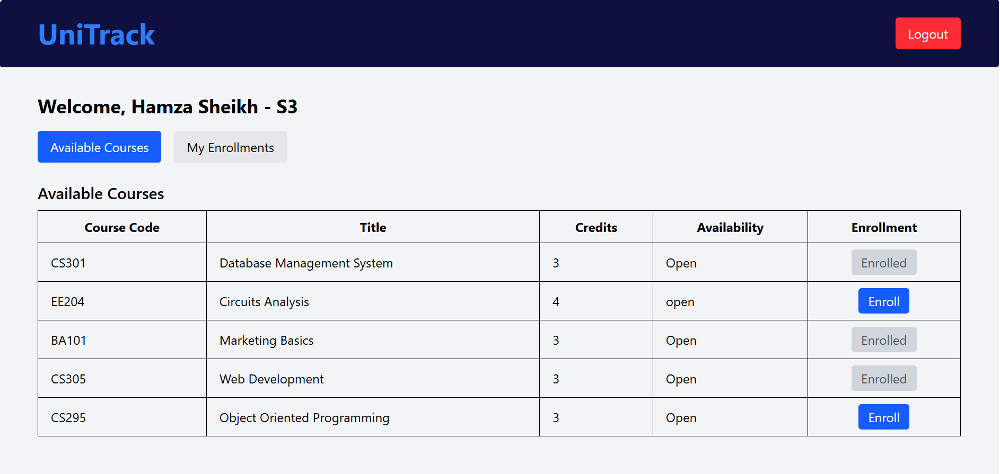 UniTrack
Logout
Welcome, Hamza Sheikh - S3
Available Courses My Enrollments
Available Courses
Course Code Title Credits Availability Enrollment
CS301 Database Management System 3 Open Enrolled
EE204 Circuits Analysis 4 open Enroll
BA101 Marketing Basics 3 Open Enrolled
CS305 Web Development 3 Open Enrolled
CS295 Object Oriented Programming 3 Open Enroll